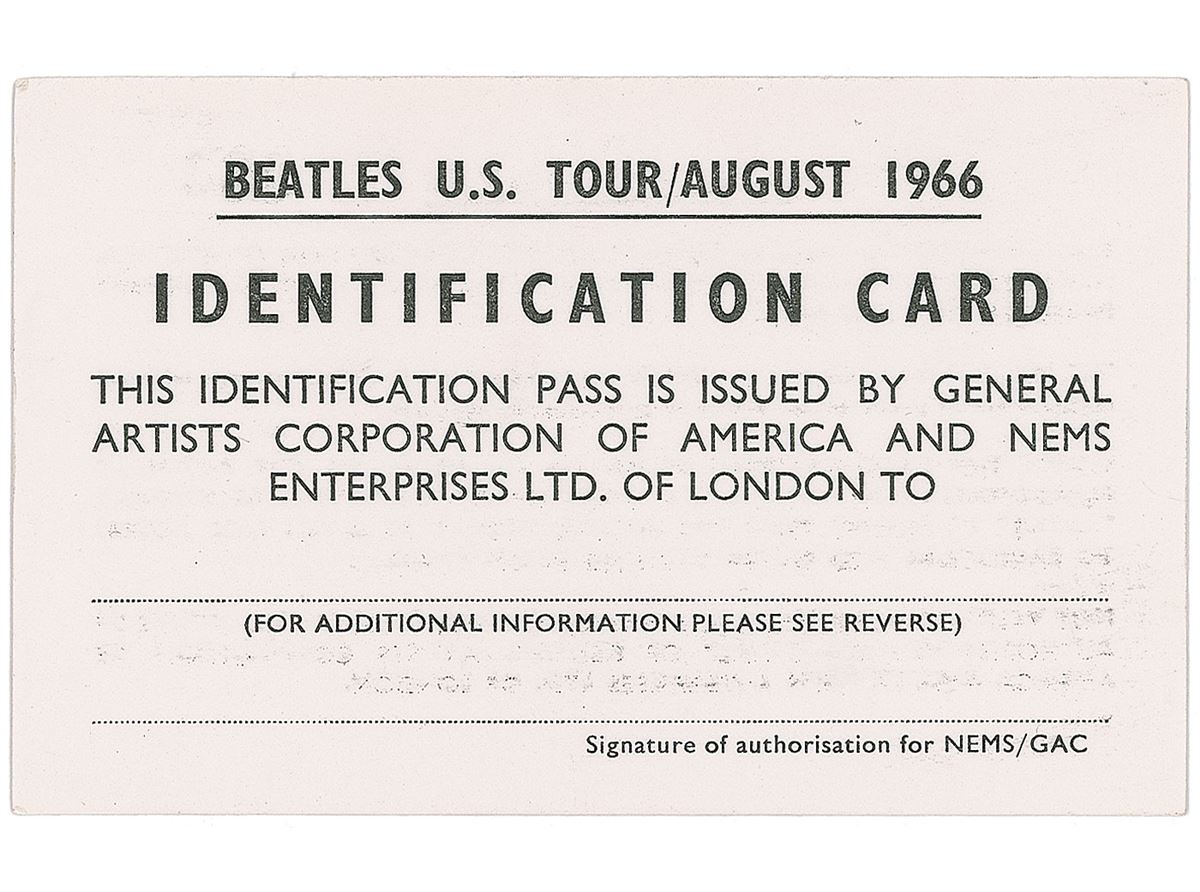 BEATLES U.S. TOUR/AUGUST 1966
IDENTIFICATION CARD
THIS IDENTIFICATION PASS IS ISSUED BY GENERAL
ARTISTS CORPORATION OF AMERICA AND NEMS
ENTERPRISES LTD. OF LONDON TO
(FOR ADDITIONAL INFORMATION PLEASE SEE REVERSE)
Signature of authorisation for NEMS/GAC